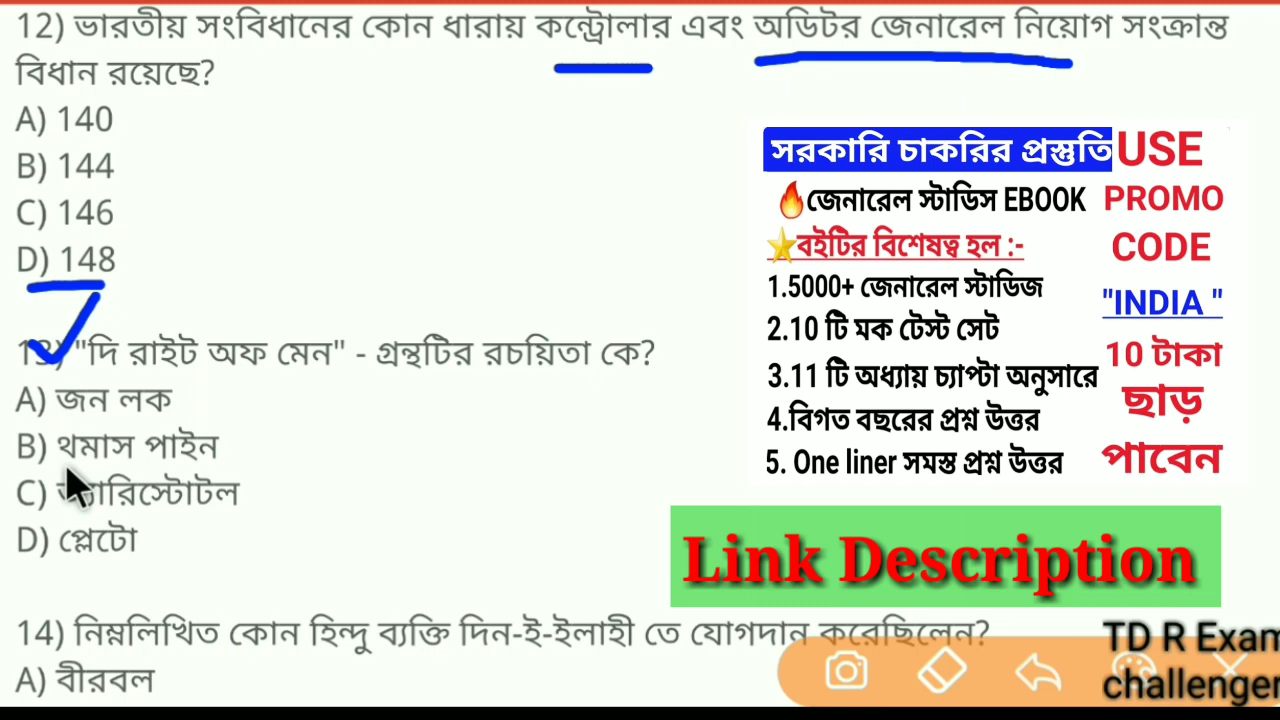 12) ভারতীয় সংবিধানের কোন ধারায় কন্ট্রোলার এবং অডিটর জেনারেল নিয়োগ সংক্রান্ত
বিধান রয়েছে?
A) 140
B) 144
C) 146
D) 148
13) "দি রাইট অফ মেন" - গ্রন্থটির রচয়িতা কে?
A) জন লক
B) থমাস পাইন
C) অ্যারিস্টোটল
D) প্লেটো
14) নিম্নলিখিত কোন হিন্দু ব্যক্তি দিন-ই-ইলাহী তে যোগদান করেছিলেন?
A) বীরবল
সরকারি চাকরির প্রস্তুতি
🔥জেনারেল স্টাডিস EBOOK
⭐বইটির বিশেষত্ব হল :-
1.5000+ জেনারেল স্টাডিজ
2.10 টি মক টেস্ট সেট
3.11 টি অধ্যায় চ্যাপ্টা অনুসারে
4.বিগত বছরের প্রশ্ন উত্তর
5. One liner সমস্ত প্রশ্ন উত্তর
USE
PROMO
CODE
"INDIA "
10 টাকা
ছাড়
পাবেন
Link Description
TD R Exam
challenger